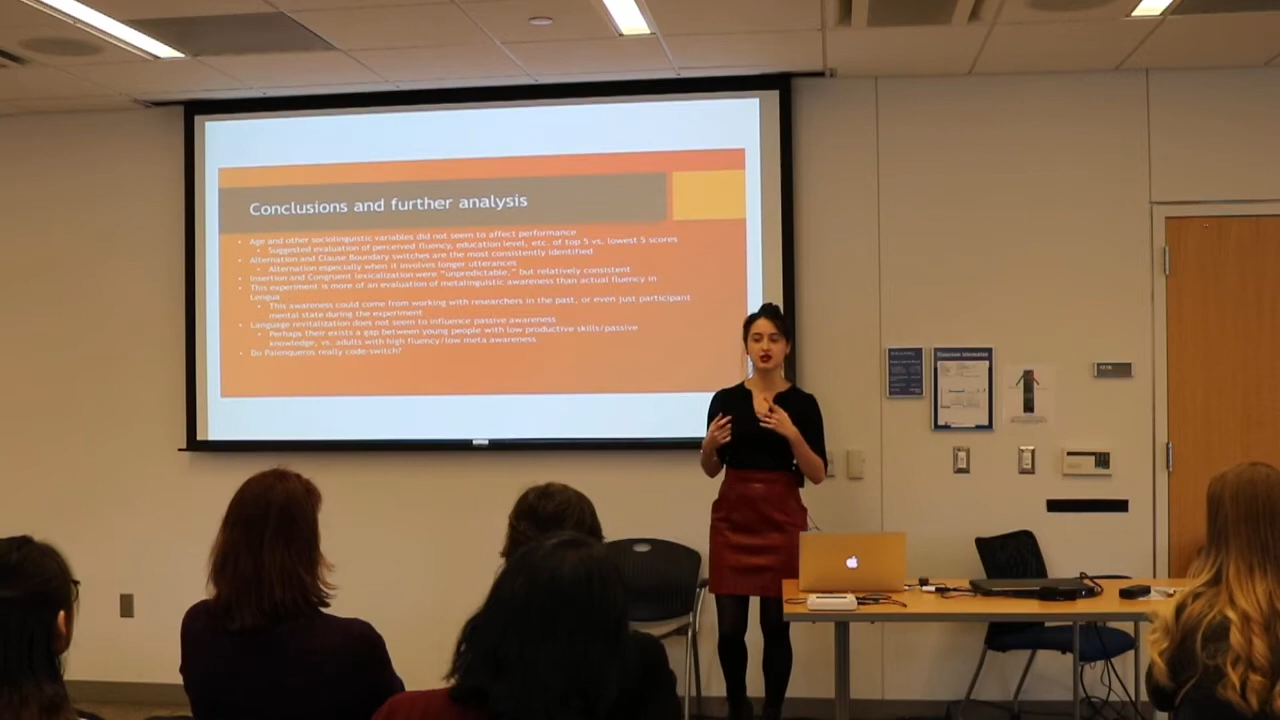 Conclusions and further analysis
• Age and other sociolinguistic variables did not seem to affect performance
• Suggested evaluation of perceived fluency, education level, etc. of top 5 vs. lowest 5 scores
• Alternation and Clause Boundary switches are the most consistently identified
• Alternation especially when it involves longer utterances
• Insertion and Congruent lexicalization were "unpredictable," but relatively consistent
• This experiment is more of an evaluation of metalinguistic awareness than actual fluency in
Lengua
• This awareness could come from working with researchers in the past, or even just participant
mental state during the experiment
• Language revitalization does not seem to influence passive awareness
• Perhaps their exists a gap between young people with low productive skills/passive
knowledge, vs. adults with high fluency/low meta awareness
• Do Palenqueros really code-switch?
Classroom Information